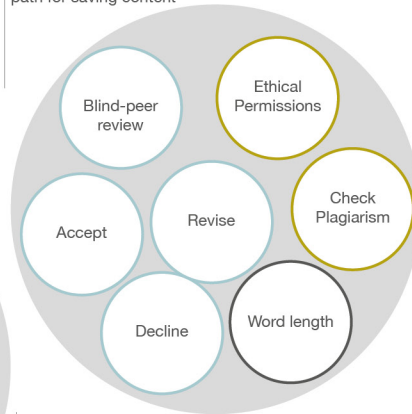 path for saving content
Ethical
Permissions
Blind-peer
review
Check
Plagiarism
Accept
Revise
Decline
Word length